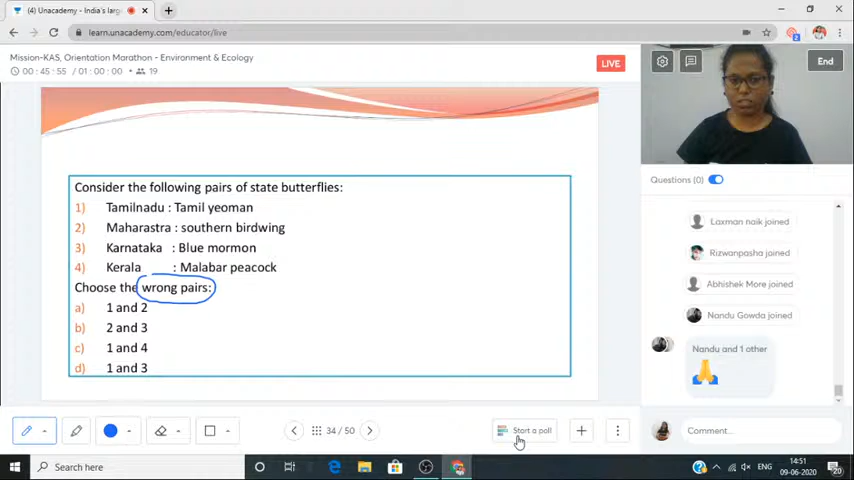 (4) Unacademy - India's larg
learn.unacademy.com/educator/live
Mission-KAS, Orientation Marathon - Environment & Ecology
00 : 45 : 55 / 01 : 00 : 00 • 19
LIVE
End
Consider the following pairs of state butterflies:
1) Tamilnadu : Tamil yeoman
2) Maharastra : southern birdwing
3) Karnataka : Blue mormon
4) Kerala : Malabar peacock
Choose the wrong pairs:
a) 1 and 2
b) 2 and 3
c) 1 and 4
d) 1 and 3
Questions (0)
Laxman naik joined
Rizwanpasha joined
Abhishek More joined
Nandu Gowda joined
Nandu and 1 other
34 / 50
Start a poll
Comment...
Search here
ENG
14:51
09-06-2020
20